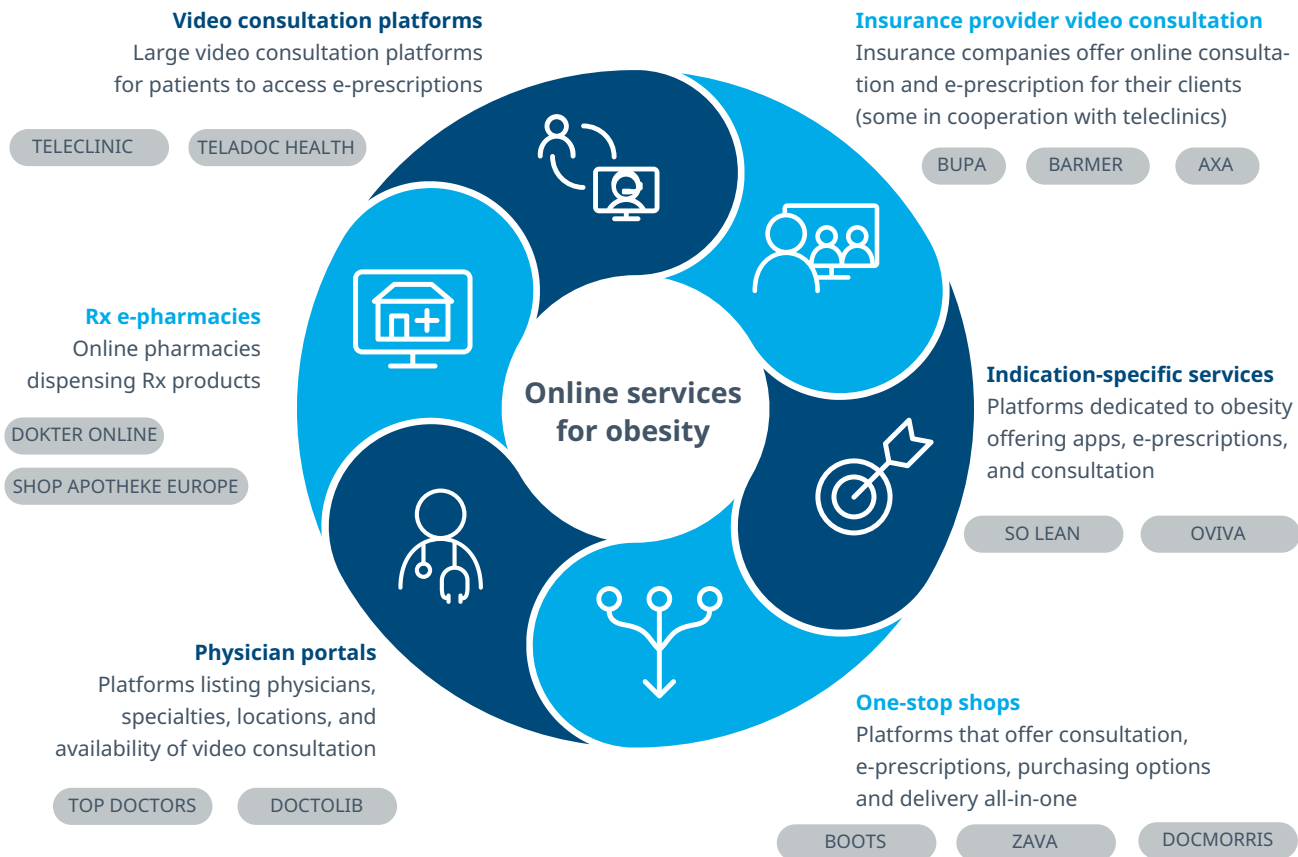 Video consultation platforms
Large video consultation platforms
for patients to access e-prescriptions
TELECLINIC
TELADOC HEALTH
Insurance provider video consultation
Insurance companies offer online consulta-
tion and e-prescription for their clients
(some in cooperation with teleclinics)
BUPA
BARMER
AXA
Rx e-pharmacies
Online pharmacies
dispensing Rx products
DOKTER ONLINE
SHOP APOTHEKE EUROPE
Online services
for obesity
Indication-specific services
Platforms dedicated to obesity
offering apps, e-prescriptions,
and consultation
SO LEAN
OVIVA
Physician portals
Platforms listing physicians,
specialties, locations, and
availability of video consultation
TOP DOCTORS
DOCTOLIB
One-stop shops
Platforms that offer consultation,
e-prescriptions, purchasing options
and delivery all-in-one
BOOTS
ZAVA
DOCMORRIS